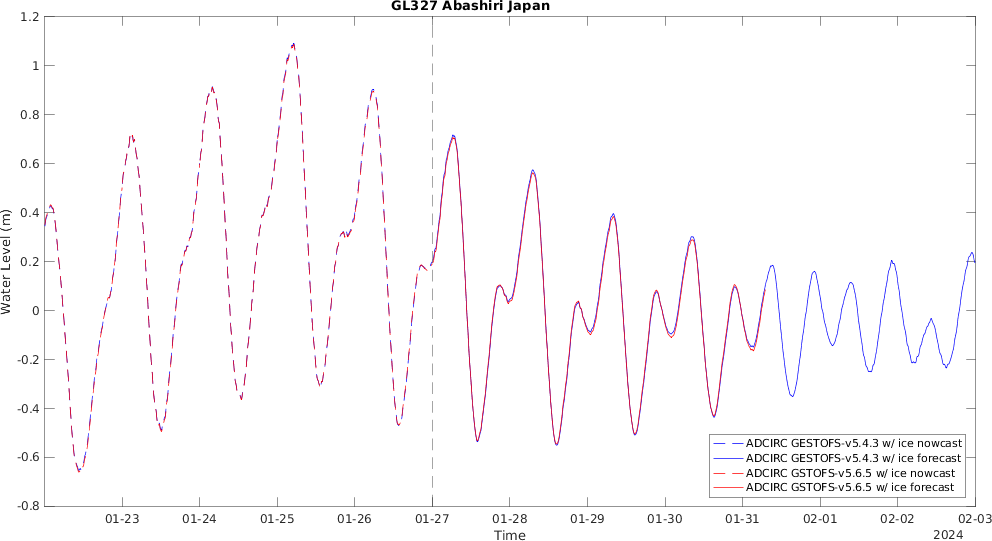 GL327 Abashiri Japan
1.2
1
0.8
0.6
0.4
0.2
0
-0.2
-0.4
-0.6
-0.8
Water Level (m)
ADCIRC GESTOFS-v5.4.3 w/ ice nowcast
ADCIRC GESTOFS-v5.4.3 w/ ice forecast
ADCIRC GSTOFS-v5.6.5 w/ ice nowcast
ADCIRC GSTOFS-v5.6.5 w/ ice forecast
01-23 01-24 01-25 01-26 01-27 01-28 01-29 01-30 01-31 02-01 02-02 02-03
Time
2024